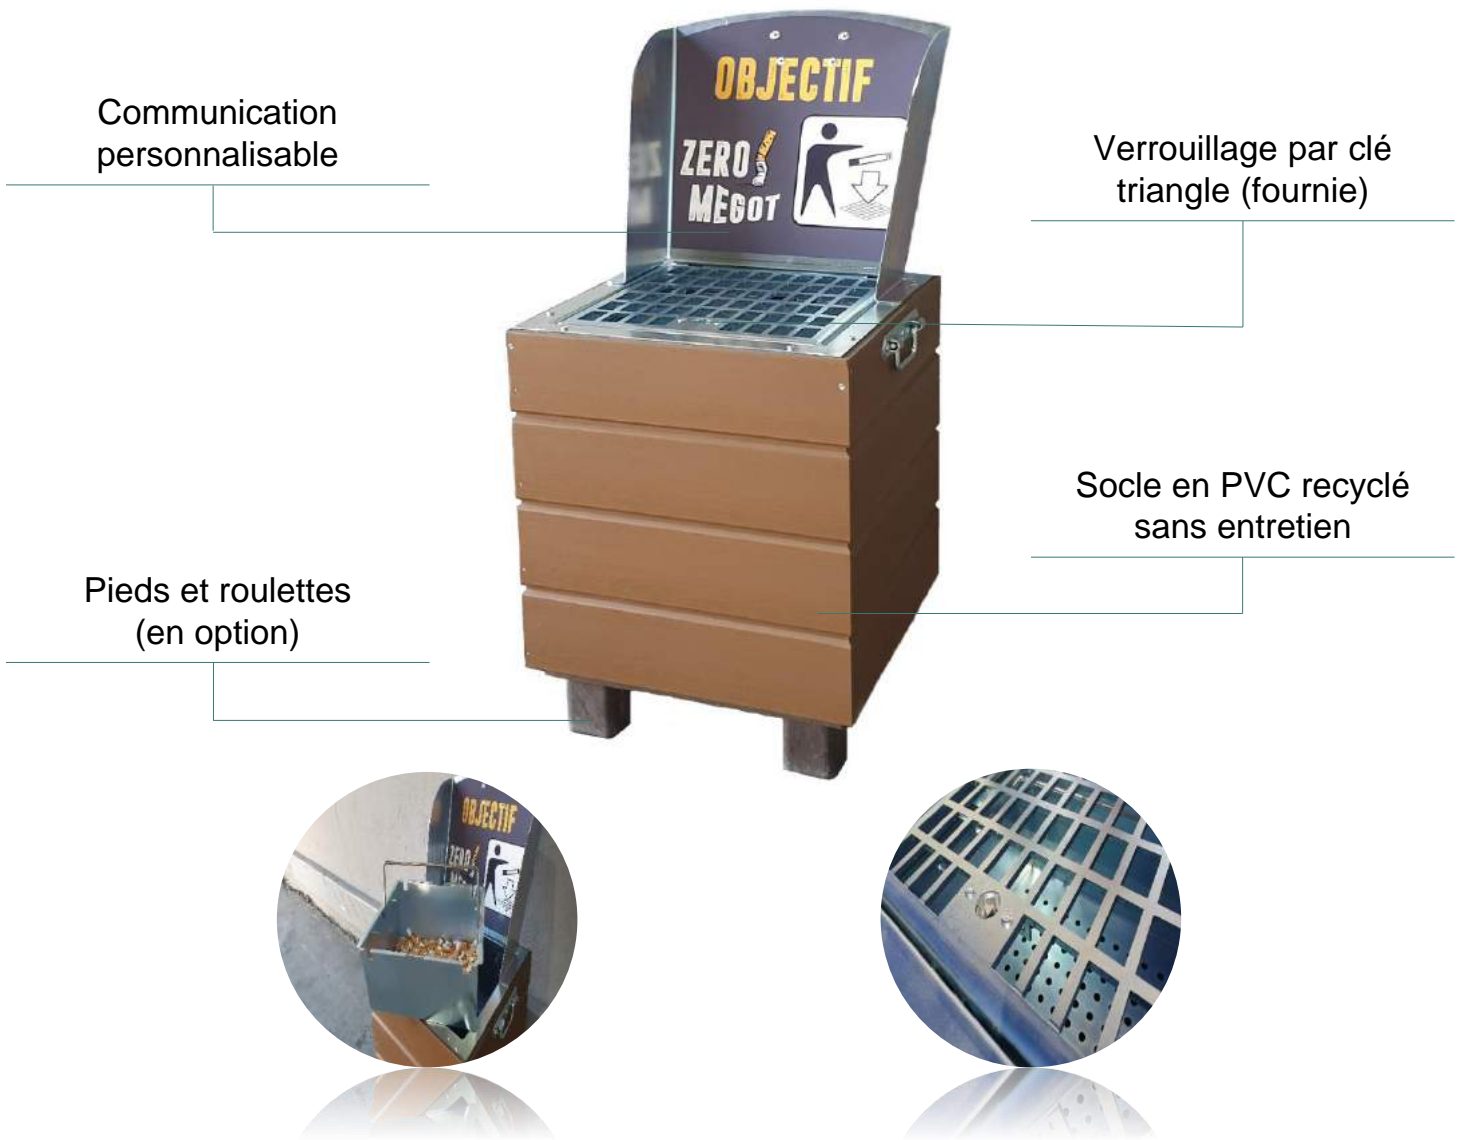 Communication
personnalisable
Verrouillage par clé
triangle (fournie)
OBJECTIF
ZERO
MEGOT
Socle en PVC recyclé
sans entretien
Pieds et roulettes
(en option)
OBJECTIF
ZERO